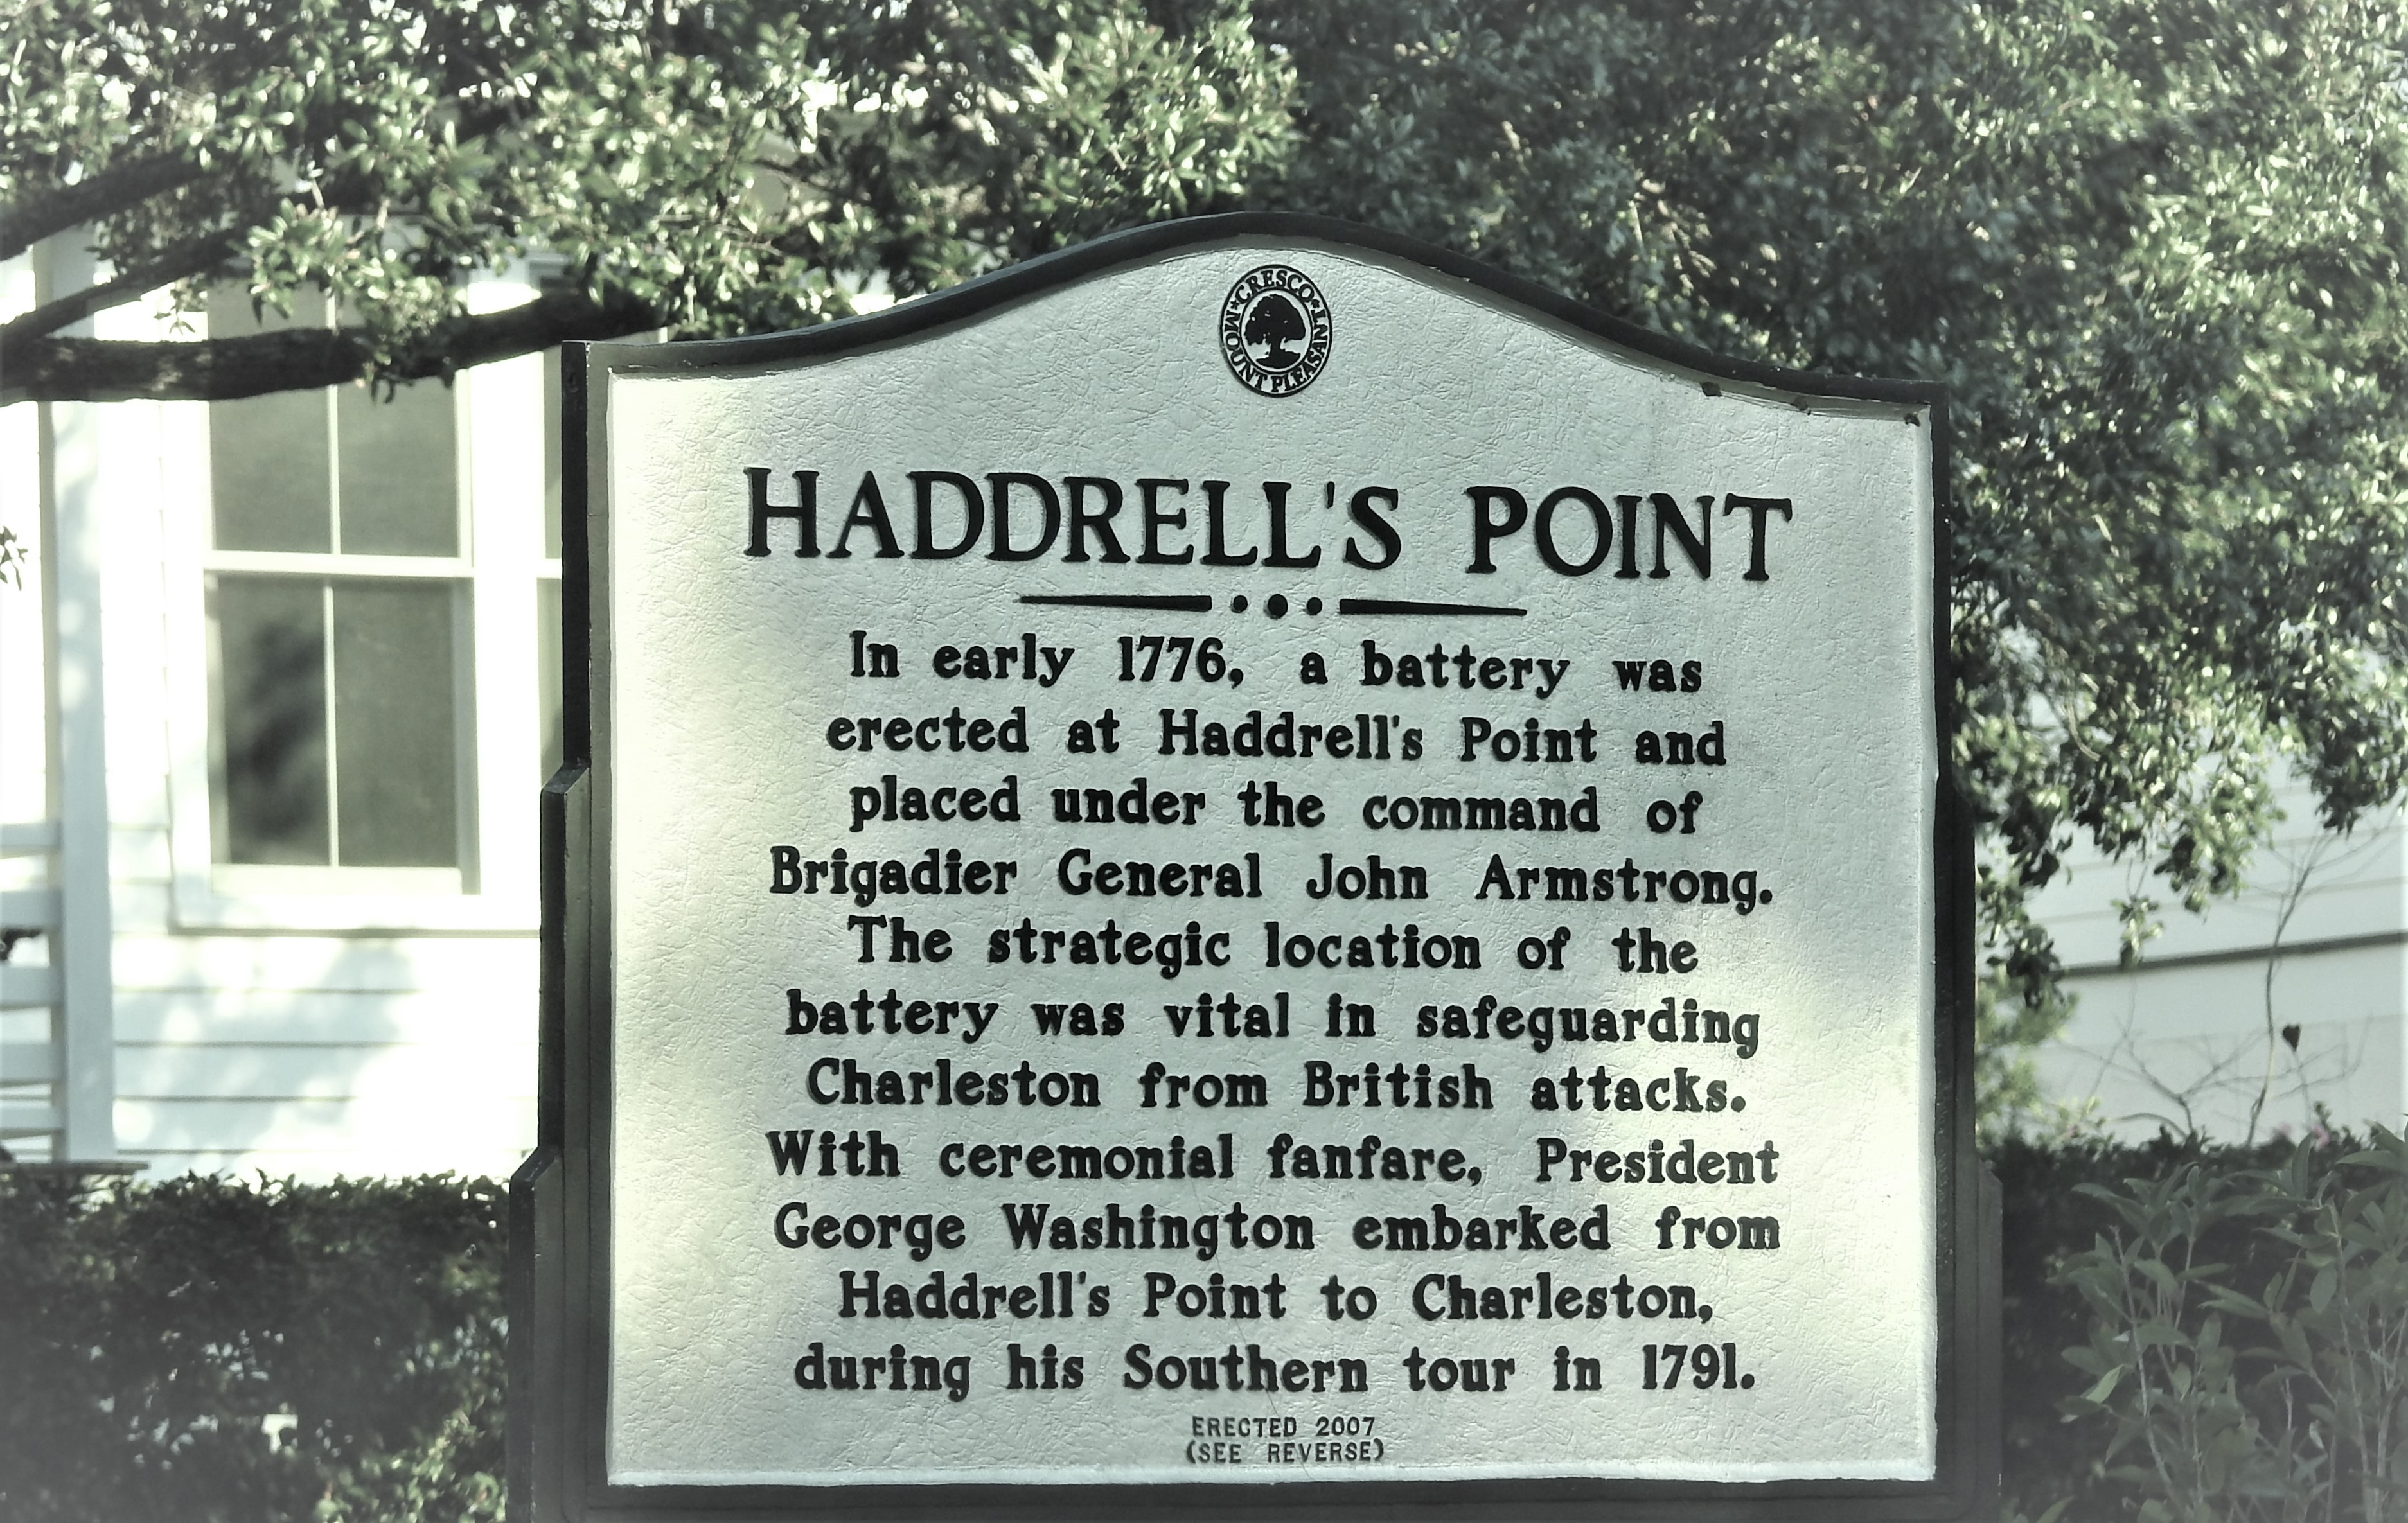 *CRESCO*
MOUNT PLEASANT
HADDRELL'S POINT
In early 1776, a battery was
erected at Haddrell's Point and
placed under the command of
Brigadier General John Armstrong.
The strategic location of the
battery was vital in safeguarding
Charleston from British attacks.
With ceremonial fanfare, President
George Washington embarked from
Haddrell's Point to Charleston,
during his Southern tour in 1791.
ERECTED 2007
(SEE REVERSE)